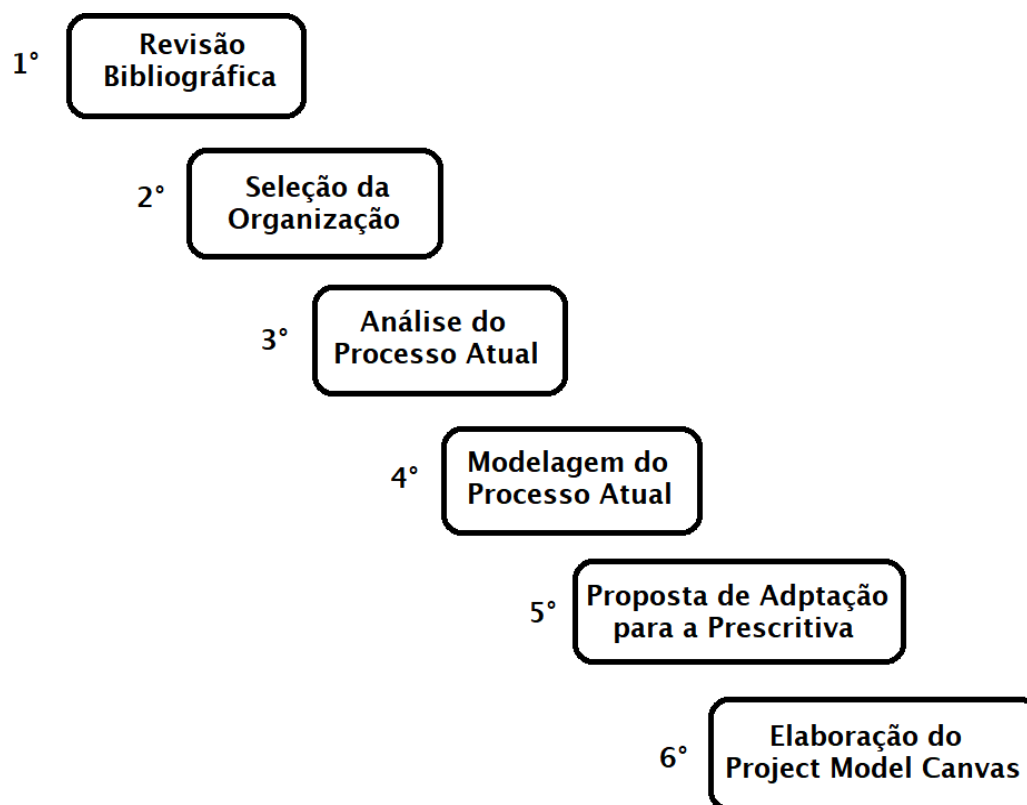 1°
Revisão
Bibliográfica
2°
Seleção da
Organização
3°
Análise do
Processo Atual
4°
Modelagem do
Processo Atual
5°
Proposta de Adptação
para a Prescritiva
6°
Elaboração do
Project Model Canvas